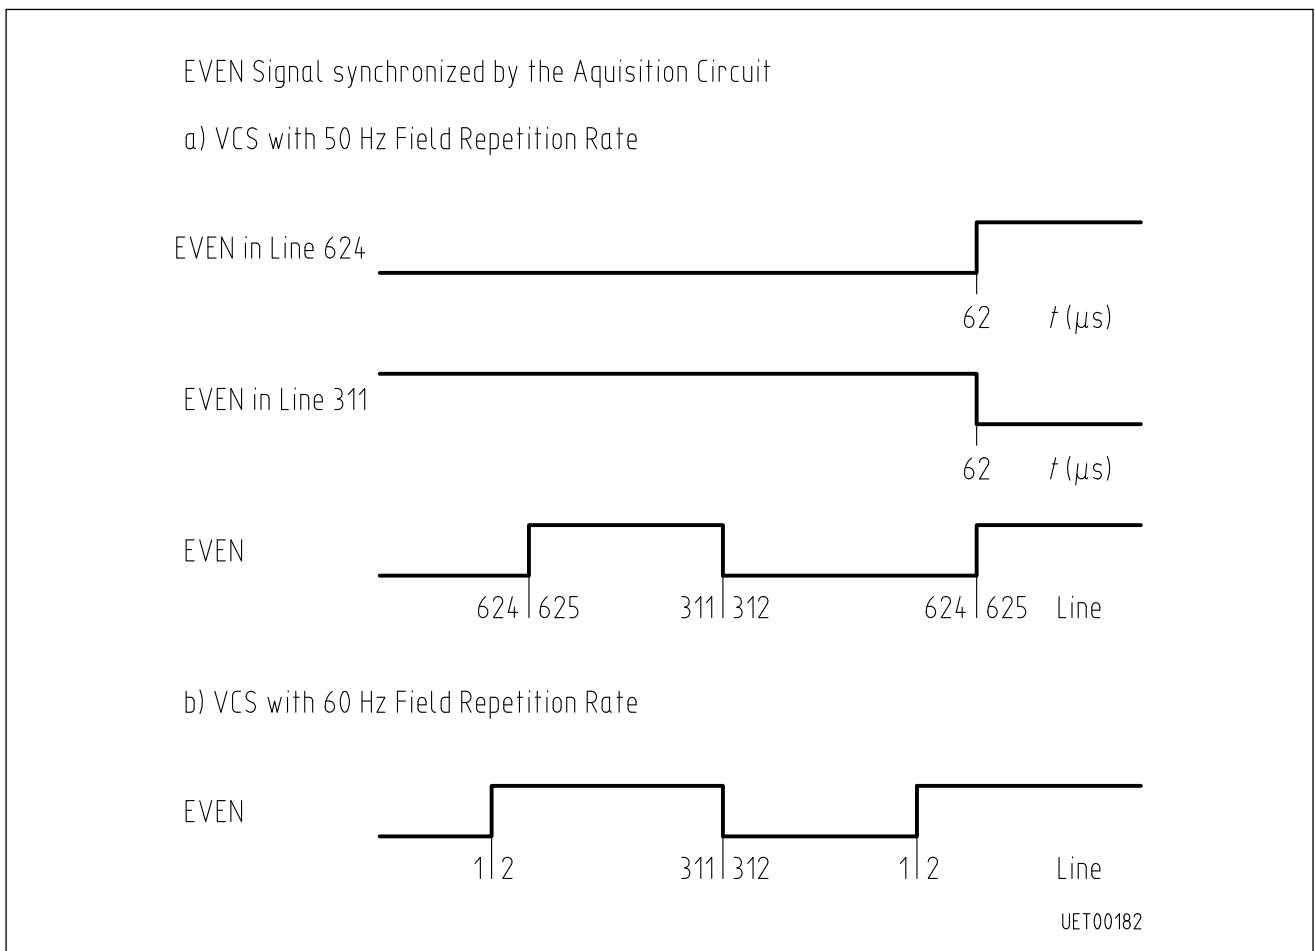 EVEN Signal synchronized by the Aquisition Circuit
a) VCS with 50 Hz Field Repetition Rate
EVEN in Line 624
62 t (μs)
EVEN in Line 311
62 t (μs)
EVEN
624 625 311 312 624 625 Line
b) VCS with 60 Hz Field Repetition Rate
EVEN
1 2 311 312 1 2 Line
UET00182